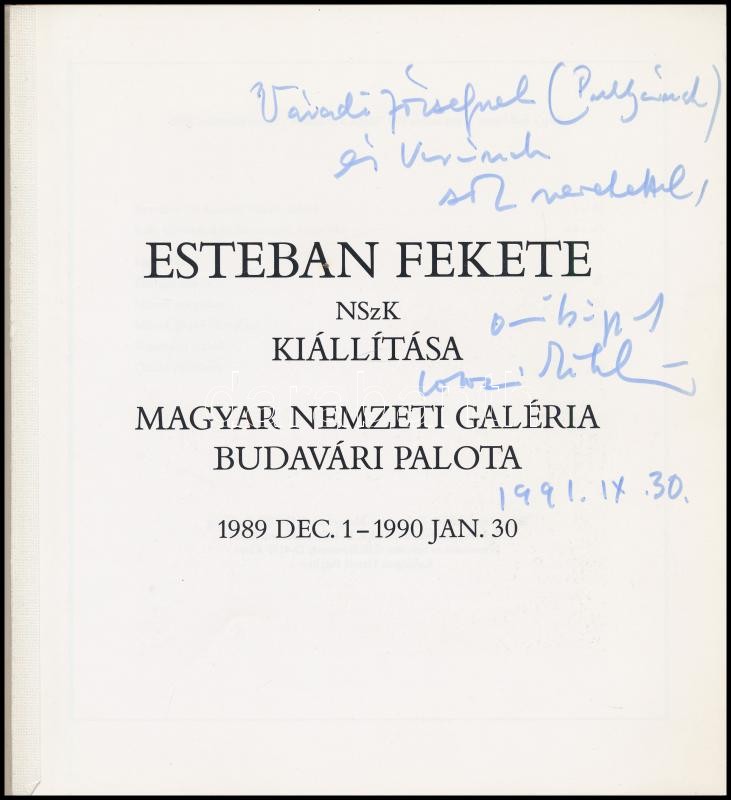 Váradi Józsefnek
és Verának
sok szeretettel,
ESTEBAN FEKETE
NSzK
KIÁLLÍTÁSA
MAGYAR NEMZETI GALÉRIA
BUDAVÁRI PALOTA
1991. IX. 30.
1989 DEC. 1–1990 JAN. 30